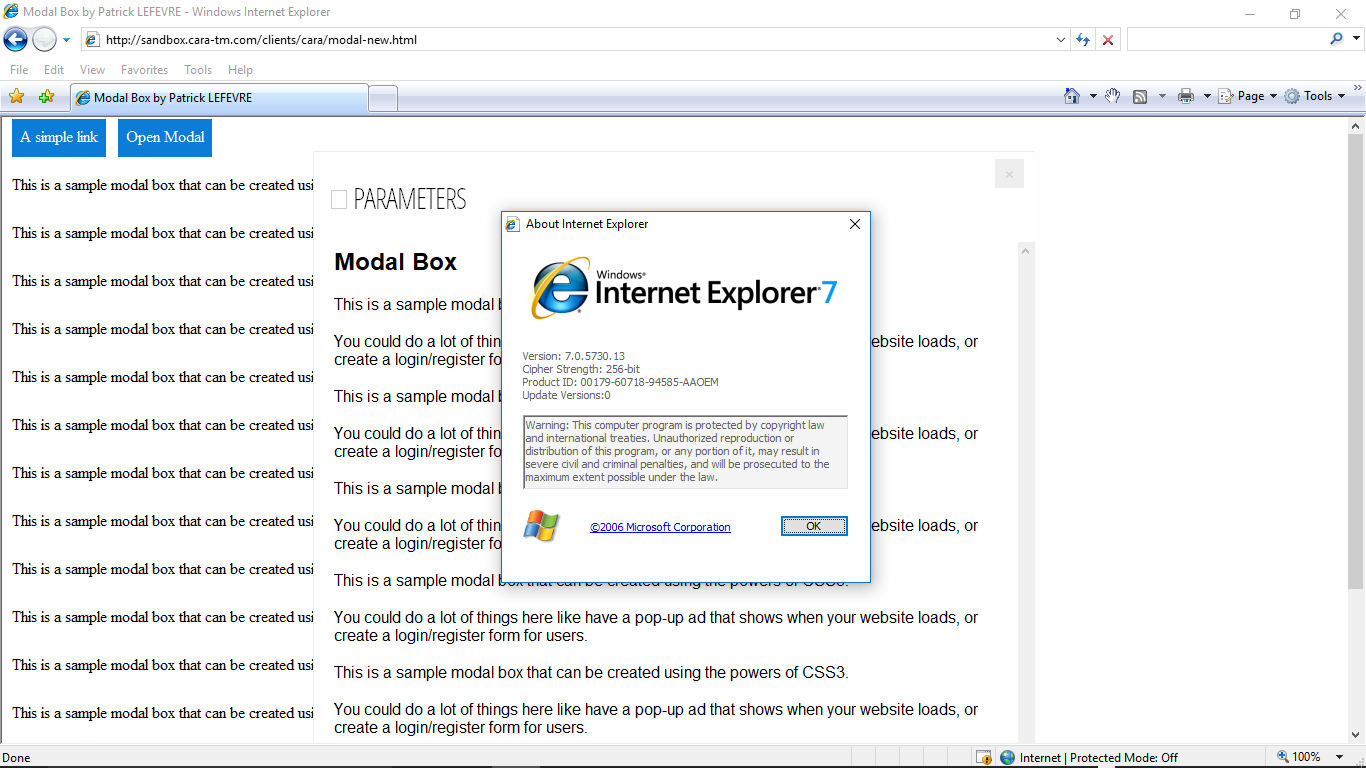 Modal Box by Patrick LEFEVRE - Windows Internet Explorer
http://sandbox.cara-tm.com/clients/cara/modal-new.html
File Edit View Favorites Tools Help
Modal Box by Patrick LEFEVRE
Page Tools
A simple link Open Modal
This is a sample modal box that can be created usi
This is a sample modal box that can be created usi
This is a sample modal box that can be created usi
This is a sample modal box that can be created usi
This is a sample modal box that can be created usi
This is a sample modal box that can be created usi
This is a sample modal box that can be created usi
This is a sample modal box that can be created usi
This is a sample modal box that can be created usi
This is a sample modal box that can be created usi
This is a sample modal box that can be created usi
This is a sample modal box that can be created usi
×
PARAMETERS
Modal Box
This is a sample modal b
You could do a lot of thin ebsite loads, or
create a login/register fo
This is a sample modal b
You could do a lot of thin ebsite loads, or
create a login/register fo
This is a sample modal b
You could do a lot of thin ebsite loads, or
create a login/register fo
This is a sample modal box that can be created using the powers of CSS3.
You could do a lot of things here like have a pop-up ad that shows when your website loads, or
create a login/register form for users.
This is a sample modal box that can be created using the powers of CSS3.
You could do a lot of things here like have a pop-up ad that shows when your website loads, or
create a login/register form for users.
About Internet Explorer
Windows®
Internet Explorer®7
Version: 7.0.5730.13
Cipher Strength: 256-bit
Product ID: 00179-60718-94585-AAOEM
Update Versions:0
Warning: This computer program is protected by copyright law
and international treaties. Unauthorized reproduction or
distribution of this program, or any portion of it, may result in
severe civil and criminal penalties, and will be prosecuted to the
maximum extent possible under the law.
©2006 Microsoft Corporation
OK
Done
Internet | Protected Mode: Off
100%